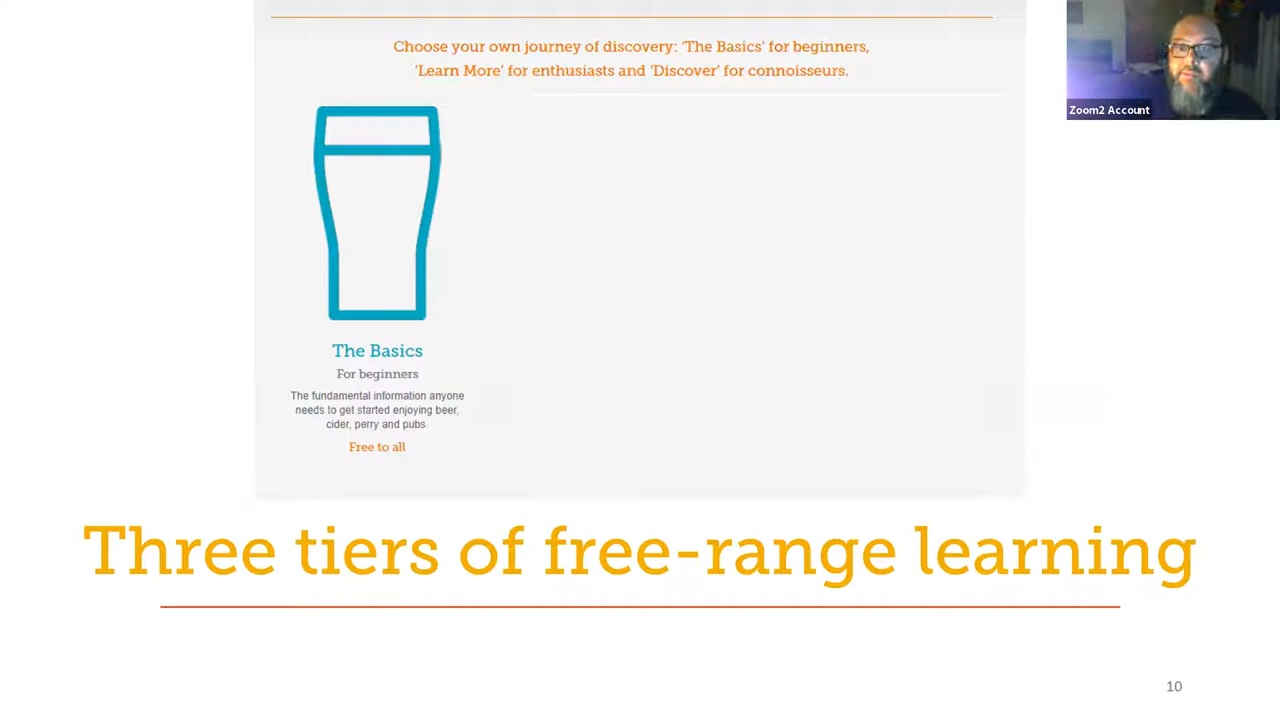 Choose your own journey of discovery: 'The Basics' for beginners,
'Learn More' for enthusiasts and 'Discover' for connoisseurs.
Zoom2 Account
The Basics
For beginners
The fundamental information anyone
needs to get started enjoying beer,
cider, perry and pubs
Free to all
Three tiers of free-range learning
10